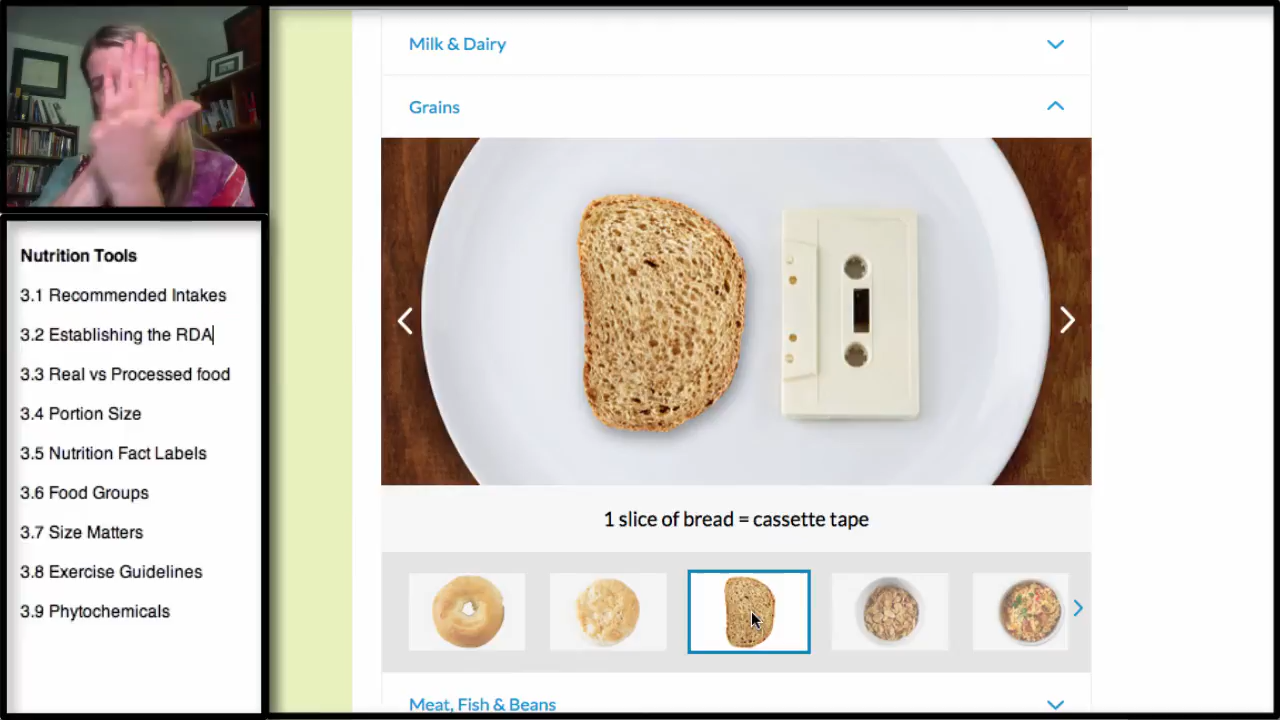 Milk & Dairy
Grains
Nutrition Tools
3.1 Recommended Intakes
3.2 Establishing the RDA
3.3 Real vs Processed food
3.4 Portion Size
3.5 Nutrition Fact Labels
3.6 Food Groups
3.7 Size Matters
3.8 Exercise Guidelines
3.9 Phytochemicals
1 slice of bread = cassette tape
Meat, Fish & Beans